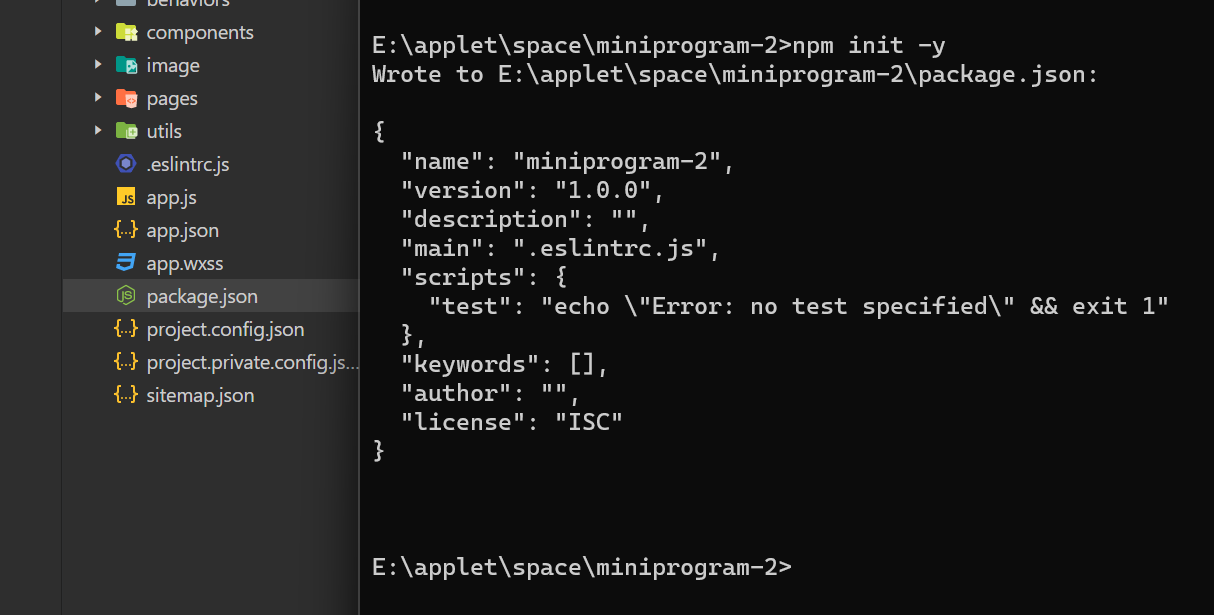 behaviors
components
image
pages
utils
.eslintrc.js
app.js
app.json
app.wxss
package.json
project.config.json
project.private.config.js...
sitemap.json
E:\applet\space\miniprogram-2>npm init -y
Wrote to E:\applet\space\miniprogram-2\package.json:
{
  "name": "miniprogram-2",
  "version": "1.0.0",
  "description": "",
  "main": ".eslintrc.js",
  "scripts": {
    "test": "echo \"Error: no test specified\" && exit 1"
  },
  "keywords": [],
  "author": "",
  "license": "ISC"
}
E:\applet\space\miniprogram-2>